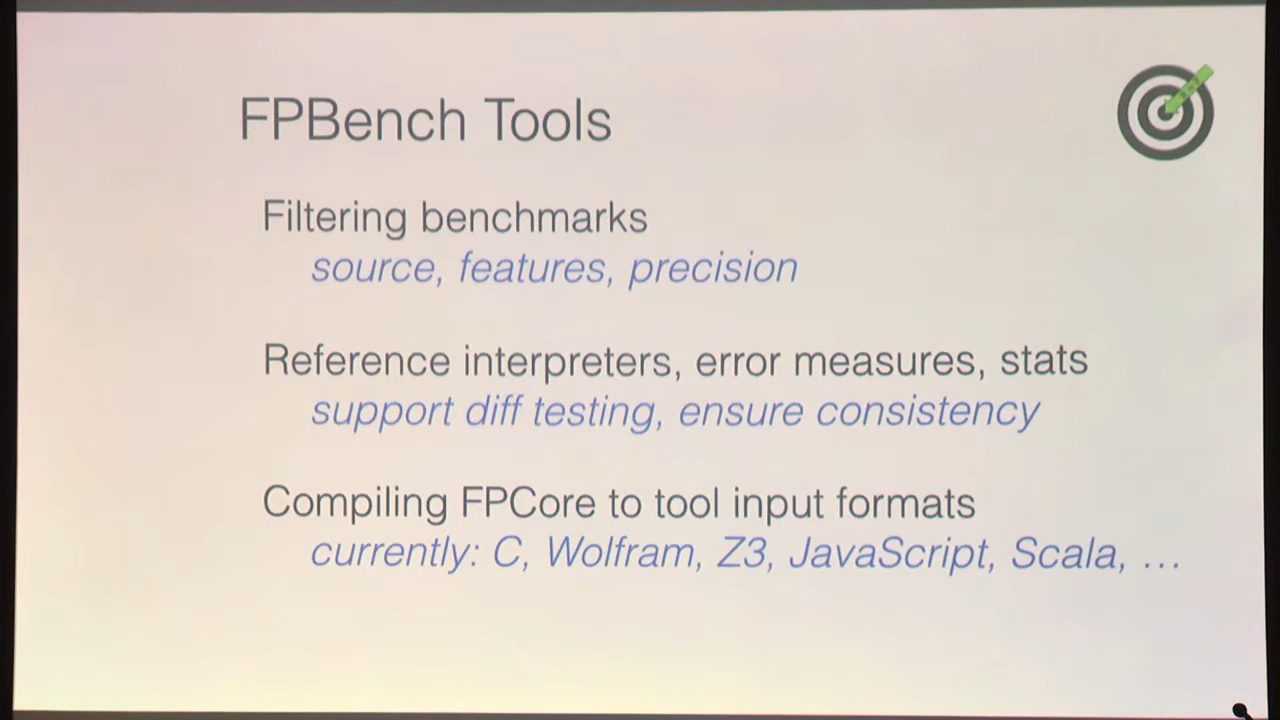 FPBench Tools
Filtering benchmarks
source, features, precision
Reference interpreters, error measures, stats
support diff testing, ensure consistency
Compiling FPCore to tool input formats
currently: C, Wolfram, Z3, JavaScript, Scala, …